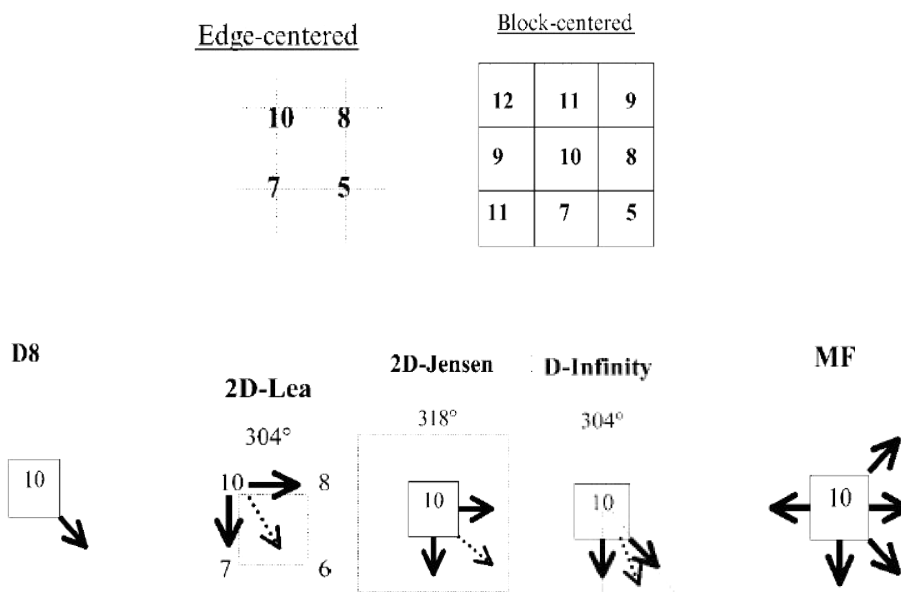 Edge-centered
Block-centered
10 8
7 5
12 11 9
9 10 8
11 7 5
D8
2D-Lea
2D-Jensen
D-Infinity
MF
304°
318°
304°
10
10 8
7 6
10
10
10